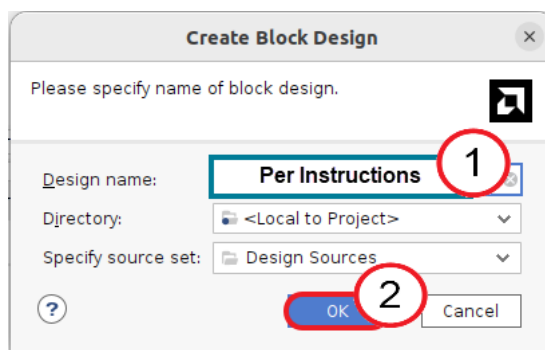 Create Block Design
Please specify name of block design.
1
Design name: Per Instructions
Directory: <Local to Project>
Specify source set: Design Sources
2
? OK Cancel